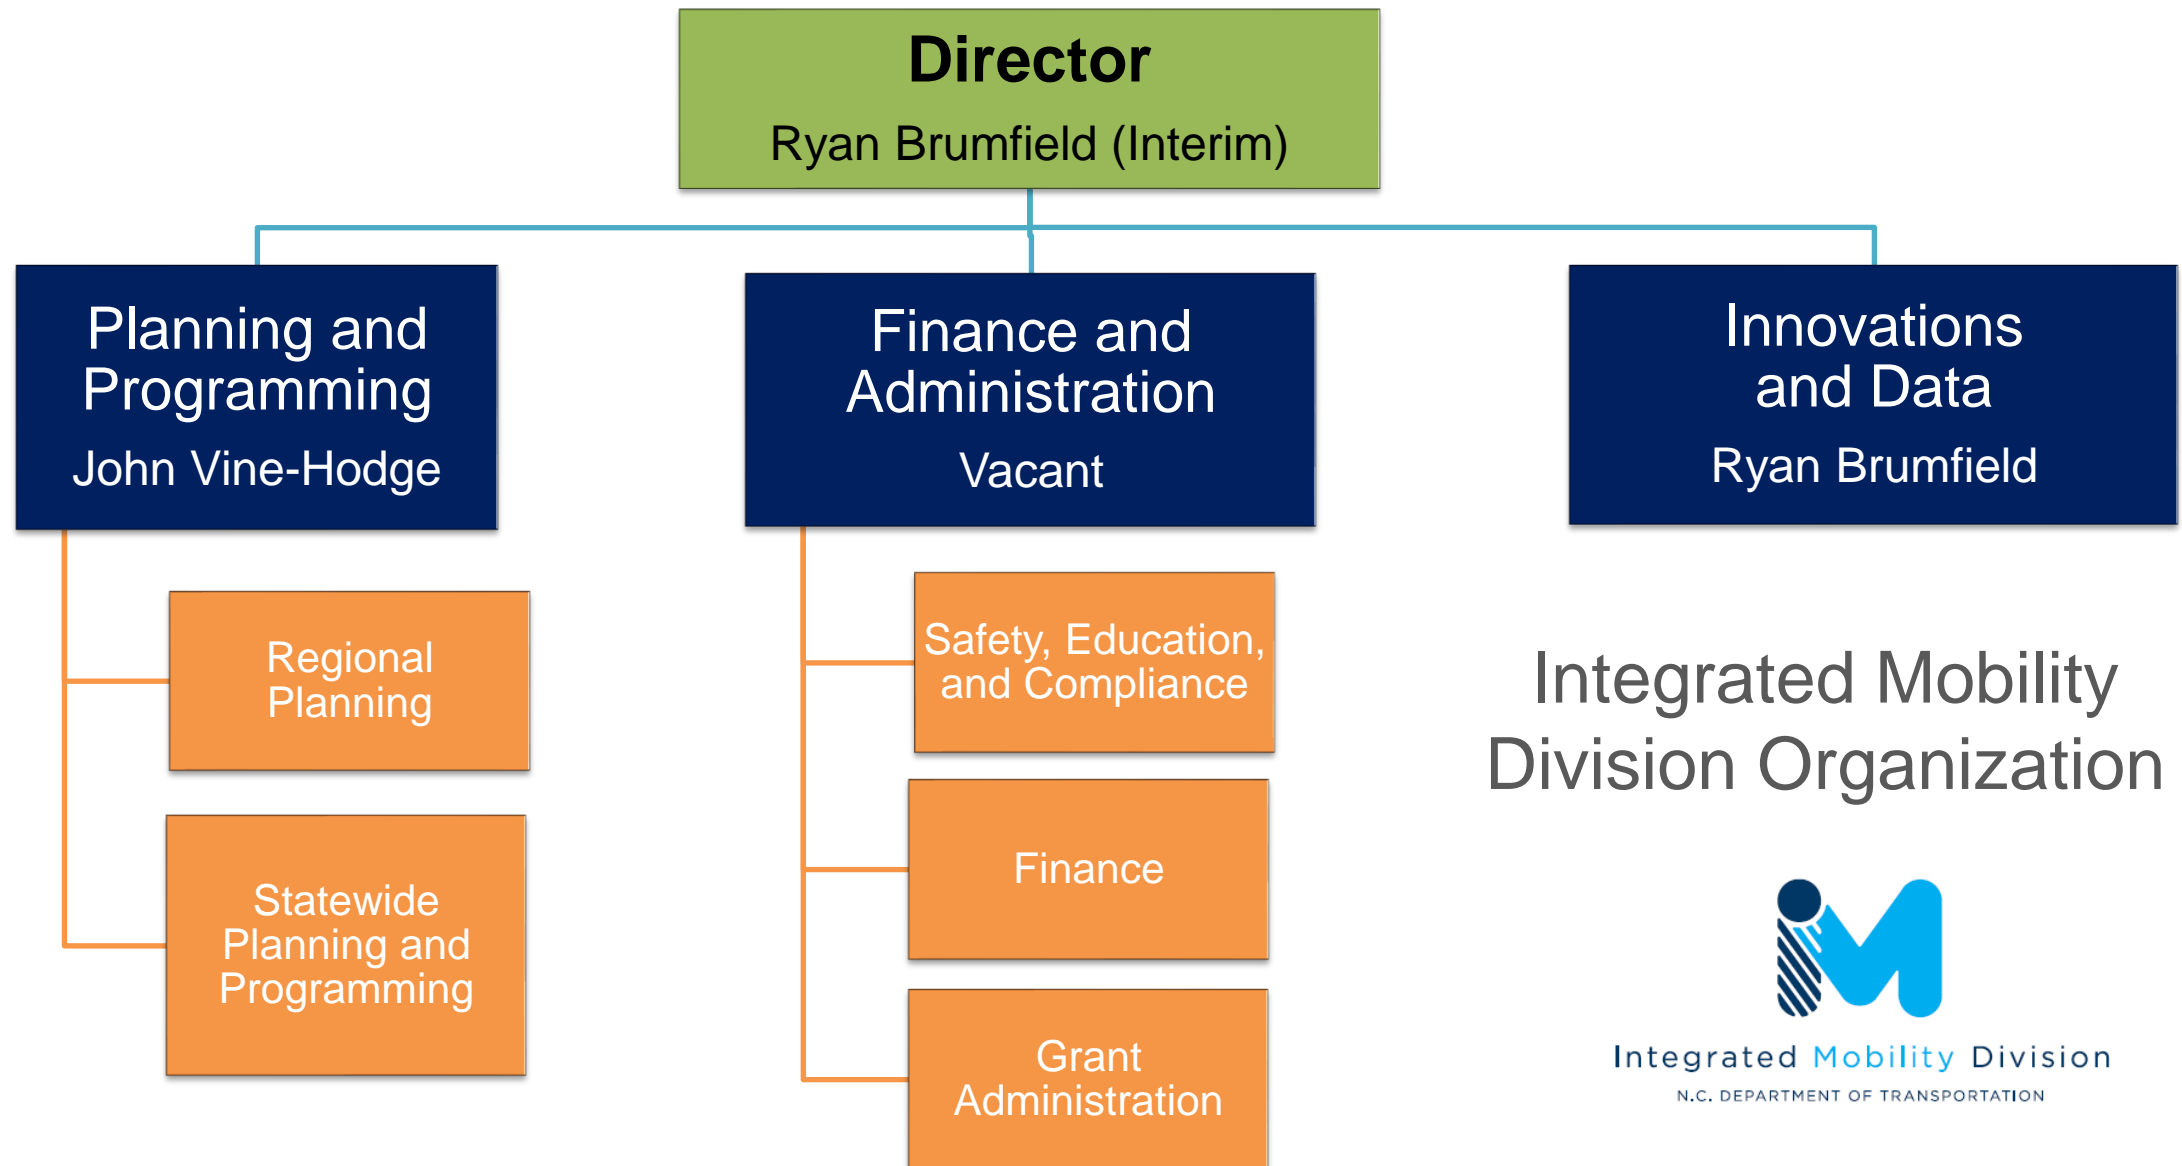 Director
Ryan Brumfield (Interim)
Planning and
Programming
John Vine-Hodge
Finance and
Administration
Vacant
Innovations
and Data
Ryan Brumfield
Regional
Planning
Statewide
Planning and
Programming
Safety, Education,
and Compliance
Finance
Grant
Administration
Integrated Mobility
Division Organization
iM
Integrated Mobility Division
N.C. DEPARTMENT OF TRANSPORTATION